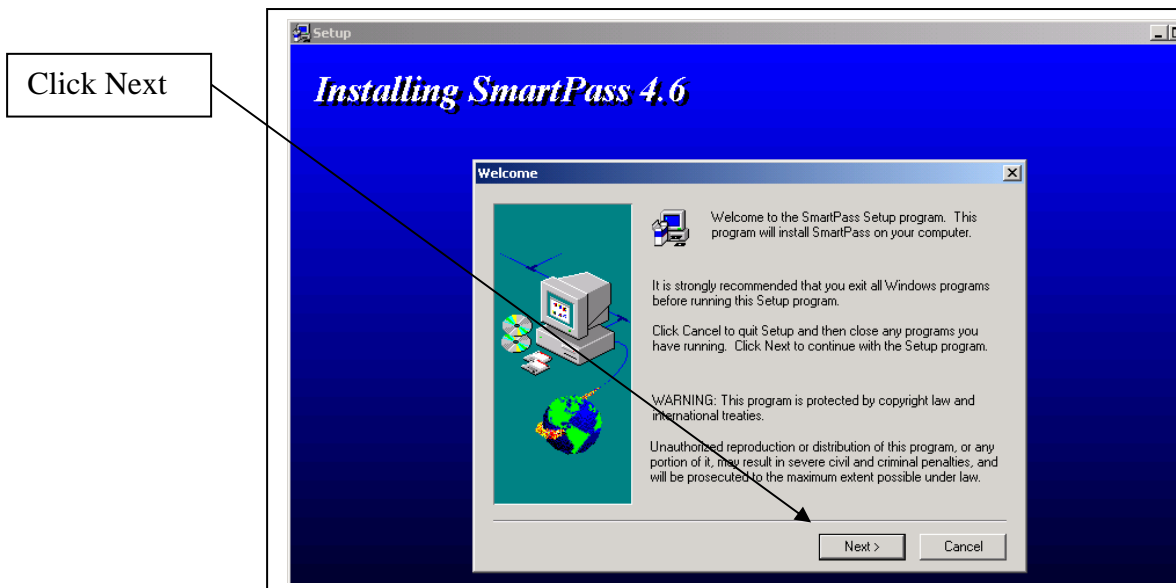 Setup
Click Next
Installing SmartPass 4.6
Welcome
Welcome to the SmartPass Setup program. This
program will install SmartPass on your computer.
It is strongly recommended that you exit all Windows programs
before running this Setup program.
Click Cancel to quit Setup and then close any programs you
have running. Click Next to continue with the Setup program.
WARNING: This program is protected by copyright law and
international treaties.
Unauthorized reproduction or distribution of this program, or any
portion of it, may result in severe civil and criminal penalties, and
will be prosecuted to the maximum extent possible under law.
Next >
Cancel